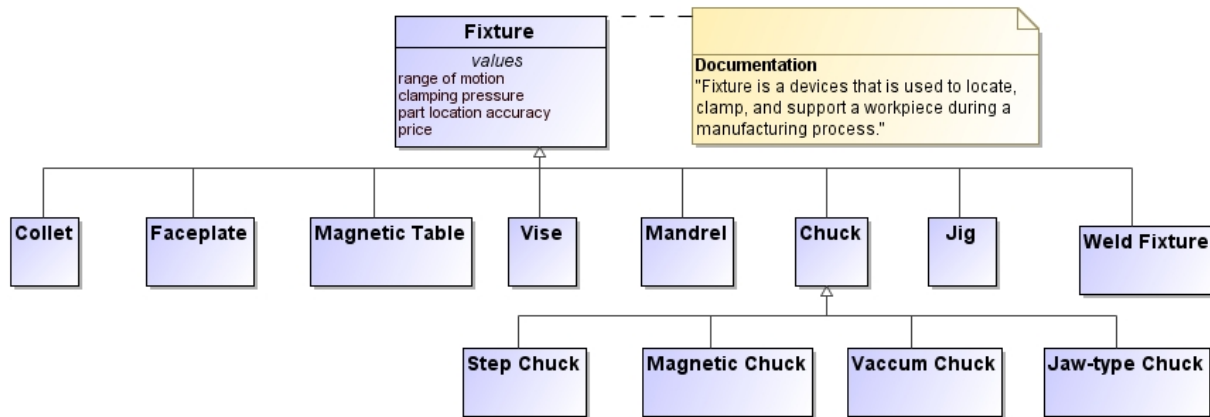 Fixture
values
range of motion
clamping pressure
part location accuracy
price
Documentation
"Fixture is a devices that is used to locate,
clamp, and support a workpiece during a
manufacturing process."
Collet
Faceplate
Magnetic Table
Vise
Mandrel
Chuck
Jig
Weld Fixture
Step Chuck
Magnetic Chuck
Vaccum Chuck
Jaw-type Chuck